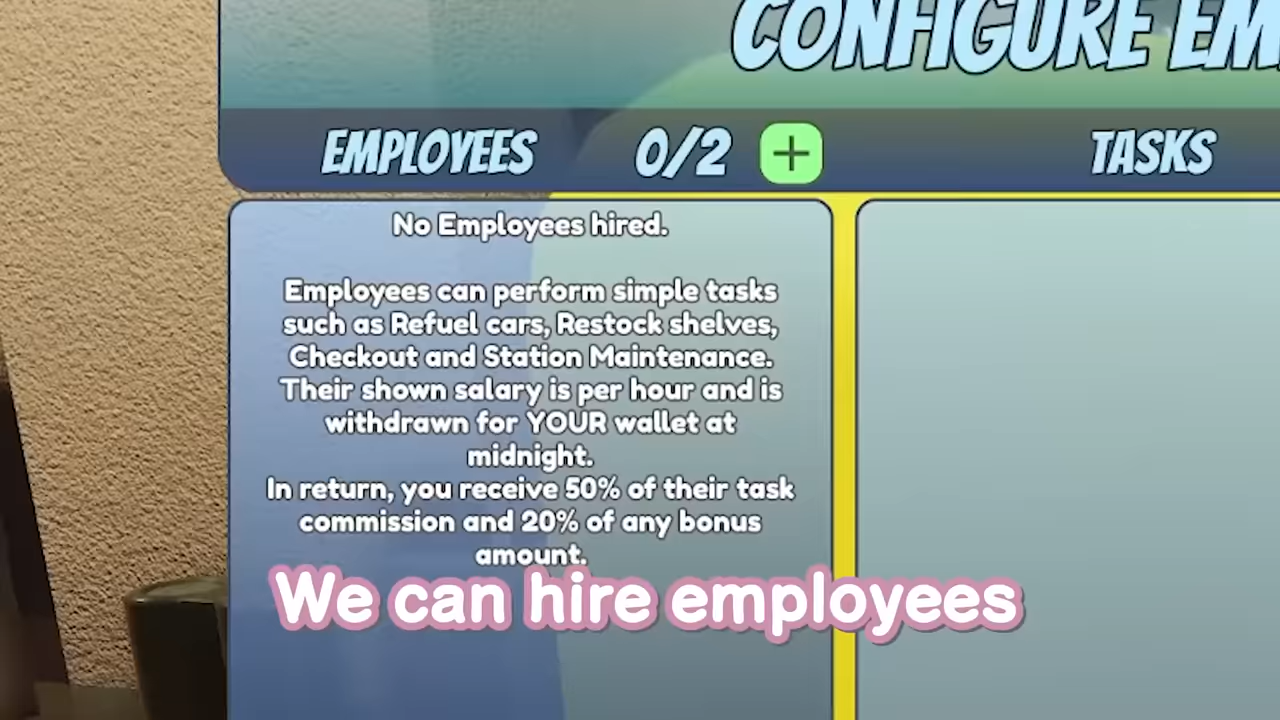 CONFIGURE EM
EMPLOYEES 0/2 +
TASKS
No Employees hired.
Employees can perform simple tasks
such as Refuel cars, Restock shelves,
Checkout and Station Maintenance.
Their shown salary is per hour and is
withdrawn for YOUR wallet at
midnight.
In return, you receive 50% of their task
commission and 20% of any bonus
amount.
We can hire employees